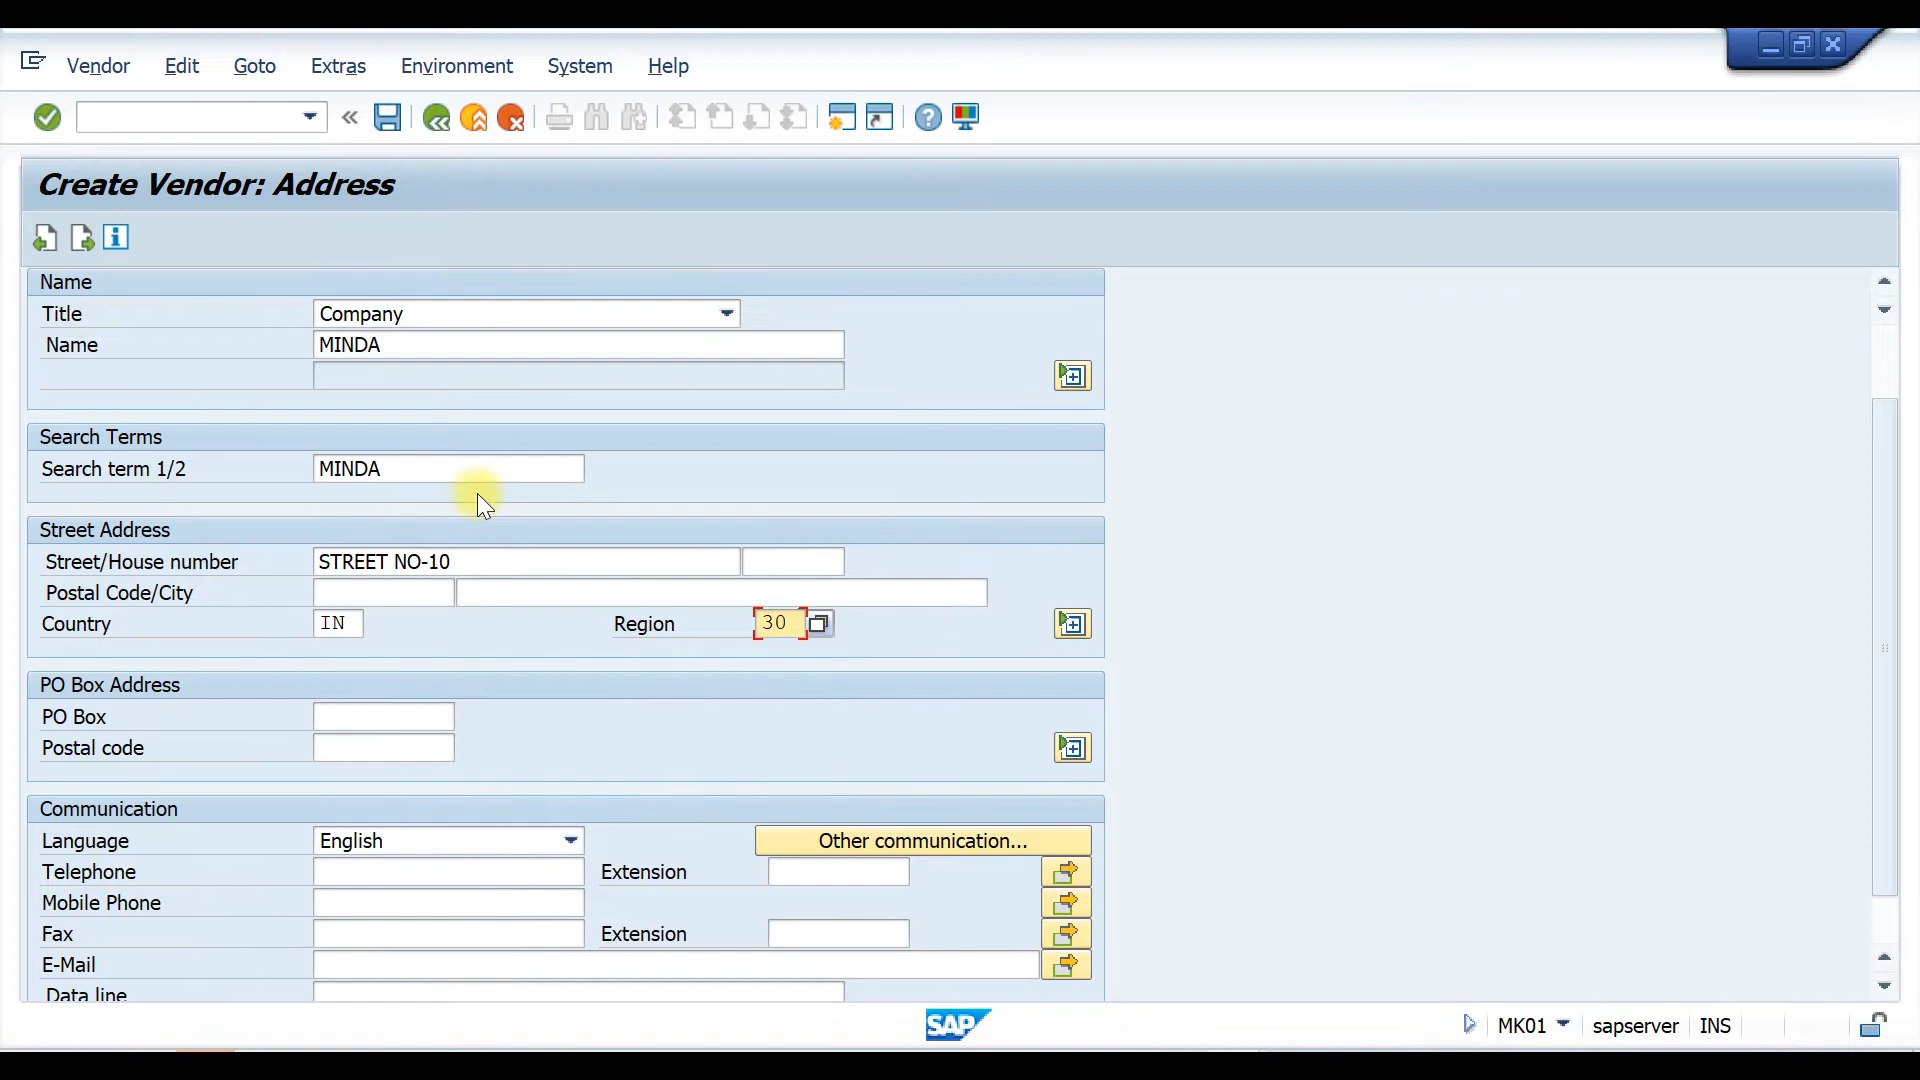 Vendor Edit Goto Extras Environment System Help
Create Vendor: Address
Name
Title Company
Name MINDA
Search Terms
Search term 1/2 MINDA
Street Address
Street/House number STREET NO-10
Postal Code/City
Country IN Region 30
PO Box Address
PO Box
Postal code
Communication
Language English Other communication...
Telephone Extension
Mobile Phone
Fax Extension
E-Mail
Data line
SAP MK01 sapserver INS